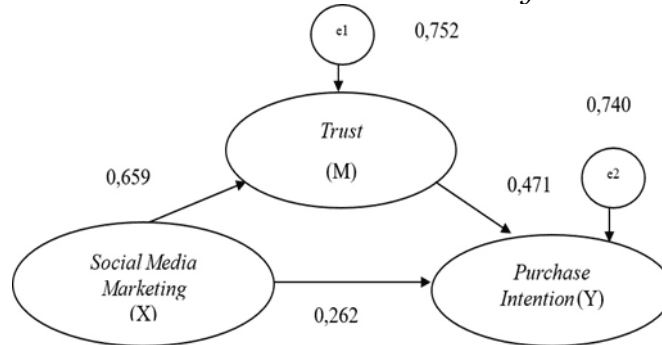 e1
0,752
Trust
(M)
0,740
e2
0,659
0,471
Social Media
Marketing
(X)
Purchase
Intention (Y)
0,262